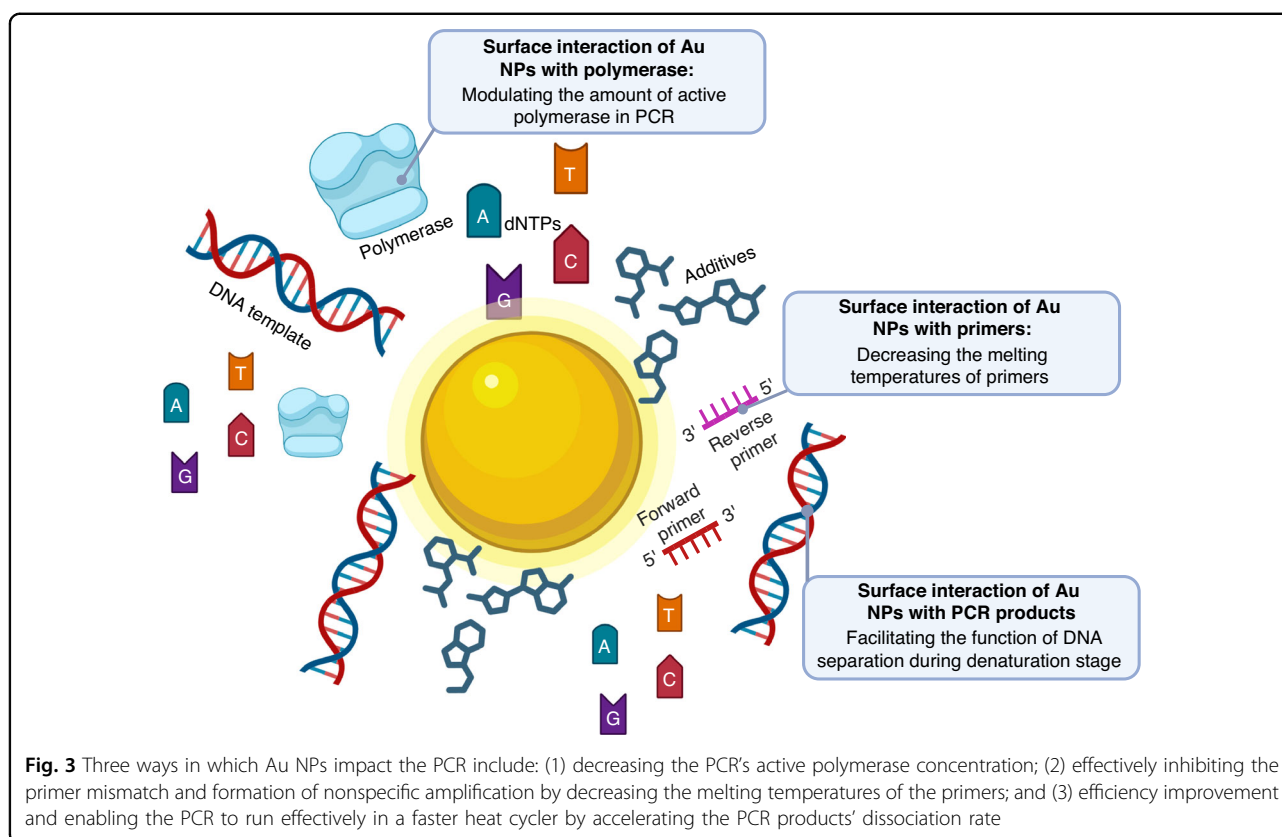 Surface interaction of Au
NPs with polymerase:
Modulating the amount of active
polymerase in PCR
T
A
dNTPs
Polymerase
C
G
Additives
DNA template
Surface interaction of Au
NPs with primers:
Decreasing the melting
temperatures of primers
T
A
C
G
3'
5'
Reverse
primer
Forward
primer
5'
3'
Surface interaction of Au
NPs with PCR products
Facilitating the function of DNA
separation during denaturation stage
T
A
C
G
Fig. 3 Three ways in which Au NPs impact the PCR include: (1) decreasing the PCR's active polymerase concentration; (2) effectively inhibiting the
primer mismatch and formation of nonspecific amplification by decreasing the melting temperatures of the primers; and (3) efficiency improvement
and enabling the PCR to run effectively in a faster heat cycler by accelerating the PCR products' dissociation rate